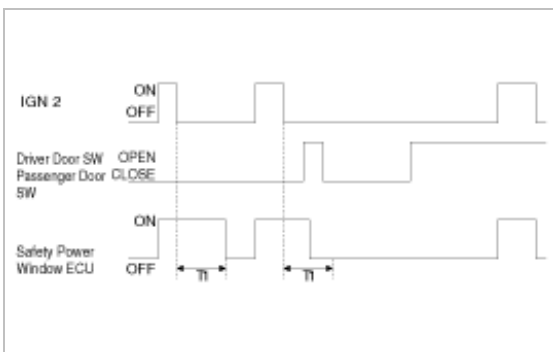 ON
IGN 2
OFF
Driver Door SW OPEN
Passenger Door CLOSE
SW
ON
Safety Power
Window ECU OFF
T1 T1